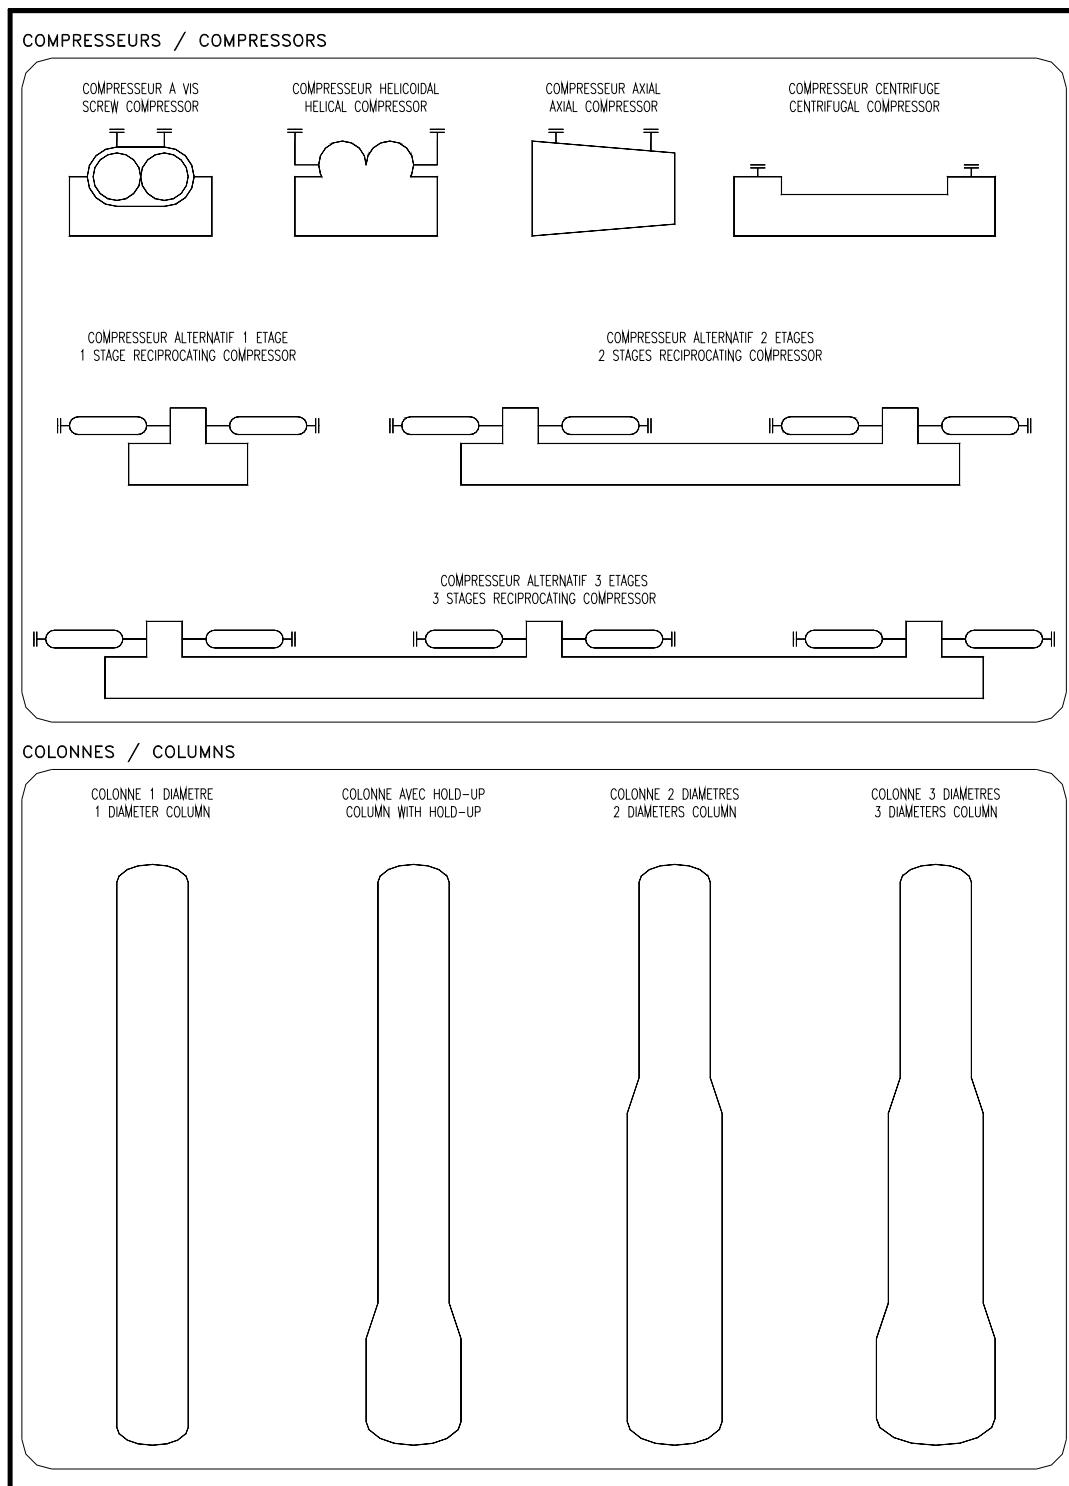 COMPRESSEURS / COMPRESSORS
COMPRESSEUR A VIS
SCREW COMPRESSOR
COMPRESSEUR HELICOIDAL
HELICAL COMPRESSOR
COMPRESSEUR AXIAL
AXIAL COMPRESSOR
COMPRESSEUR CENTRIFUGE
CENTRIFUGAL COMPRESSOR
COMPRESSEUR ALTERNATIF 1 ETAGE
1 STAGE RECIPROCATING COMPRESSOR
COMPRESSEUR ALTERNATIF 2 ETAGES
2 STAGES RECIPROCATING COMPRESSOR
COMPRESSEUR ALTERNATIF 3 ETAGES
3 STAGES RECIPROCATING COMPRESSOR
COLONNES / COLUMNS
COLONNE 1 DIAMETRE
1 DIAMETER COLUMN
COLONNE AVEC HOLD-UP
COLUMN WITH HOLD-UP
COLONNE 2 DIAMETRES
2 DIAMETERS COLUMN
COLONNE 3 DIAMETRES
3 DIAMETERS COLUMN